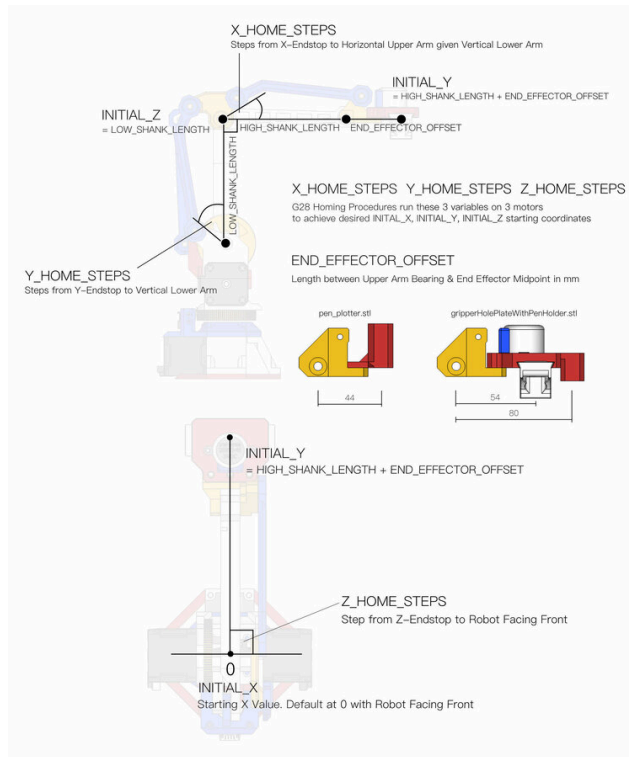 X_HOME_STEPS
Steps from X-Endstop to Horizontal Upper Arm given Vertical Lower Arm
INITIAL_Y
= HIGH_SHANK_LENGTH + END_EFFECTOR_OFFSET
INITIAL_Z
= LOW_SHANK_LENGTH
HIGH_SHANK_LENGTH
END_EFFECTOR_OFFSET
LOW_SHANK_LENGTH
X_HOME_STEPS Y_HOME_STEPS Z_HOME_STEPS
G28 Homing Procedures run these 3 variables on 3 motors
to achieve desired INITAL_X, INITIAL_Y, INITIAL_Z starting coordinates
END_EFFECTOR_OFFSET
Length between Upper Arm Bearing & End Effector Midpoint in mm
Y_HOME_STEPS
Steps from Y-Endstop to Vertical Lower Arm
pen_plotter.stl
gripperHolePlateWithPenHolder.stl
44
54
80
INITIAL_Y
= HIGH_SHANK_LENGTH + END_EFFECTOR_OFFSET
Z_HOME_STEPS
Step from Z-Endstop to Robot Facing Front
0
INITIAL_X
Starting X Value. Default at 0 with Robot Facing Front